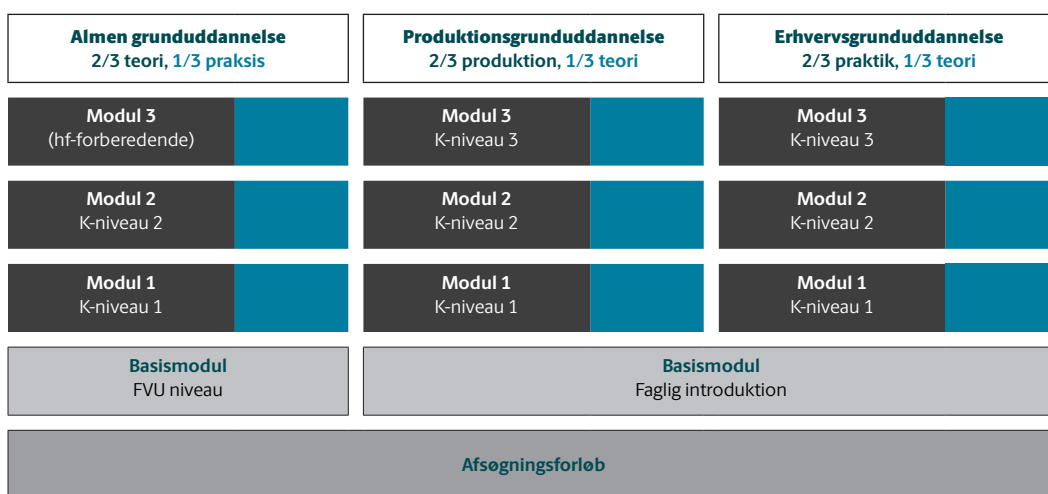 Almen grunduddannelse
2/3 teori, 1/3 praksis
Produktionsgrunduddannelse
2/3 produktion, 1/3 teori
Erhvervsgrunduddannelse
2/3 praktik, 1/3 teori
Modul 3
(hf-forberedende)
Modul 3
K-niveau 3
Modul 3
K-niveau 3
Modul 2
K-niveau 2
Modul 2
K-niveau 2
Modul 2
K-niveau 2
Modul 1
K-niveau 1
Modul 1
K-niveau 1
Modul 1
K-niveau 1
Basismodul
FVU niveau
Basismodul
Faglig introduktion
Afsøgningsforløb